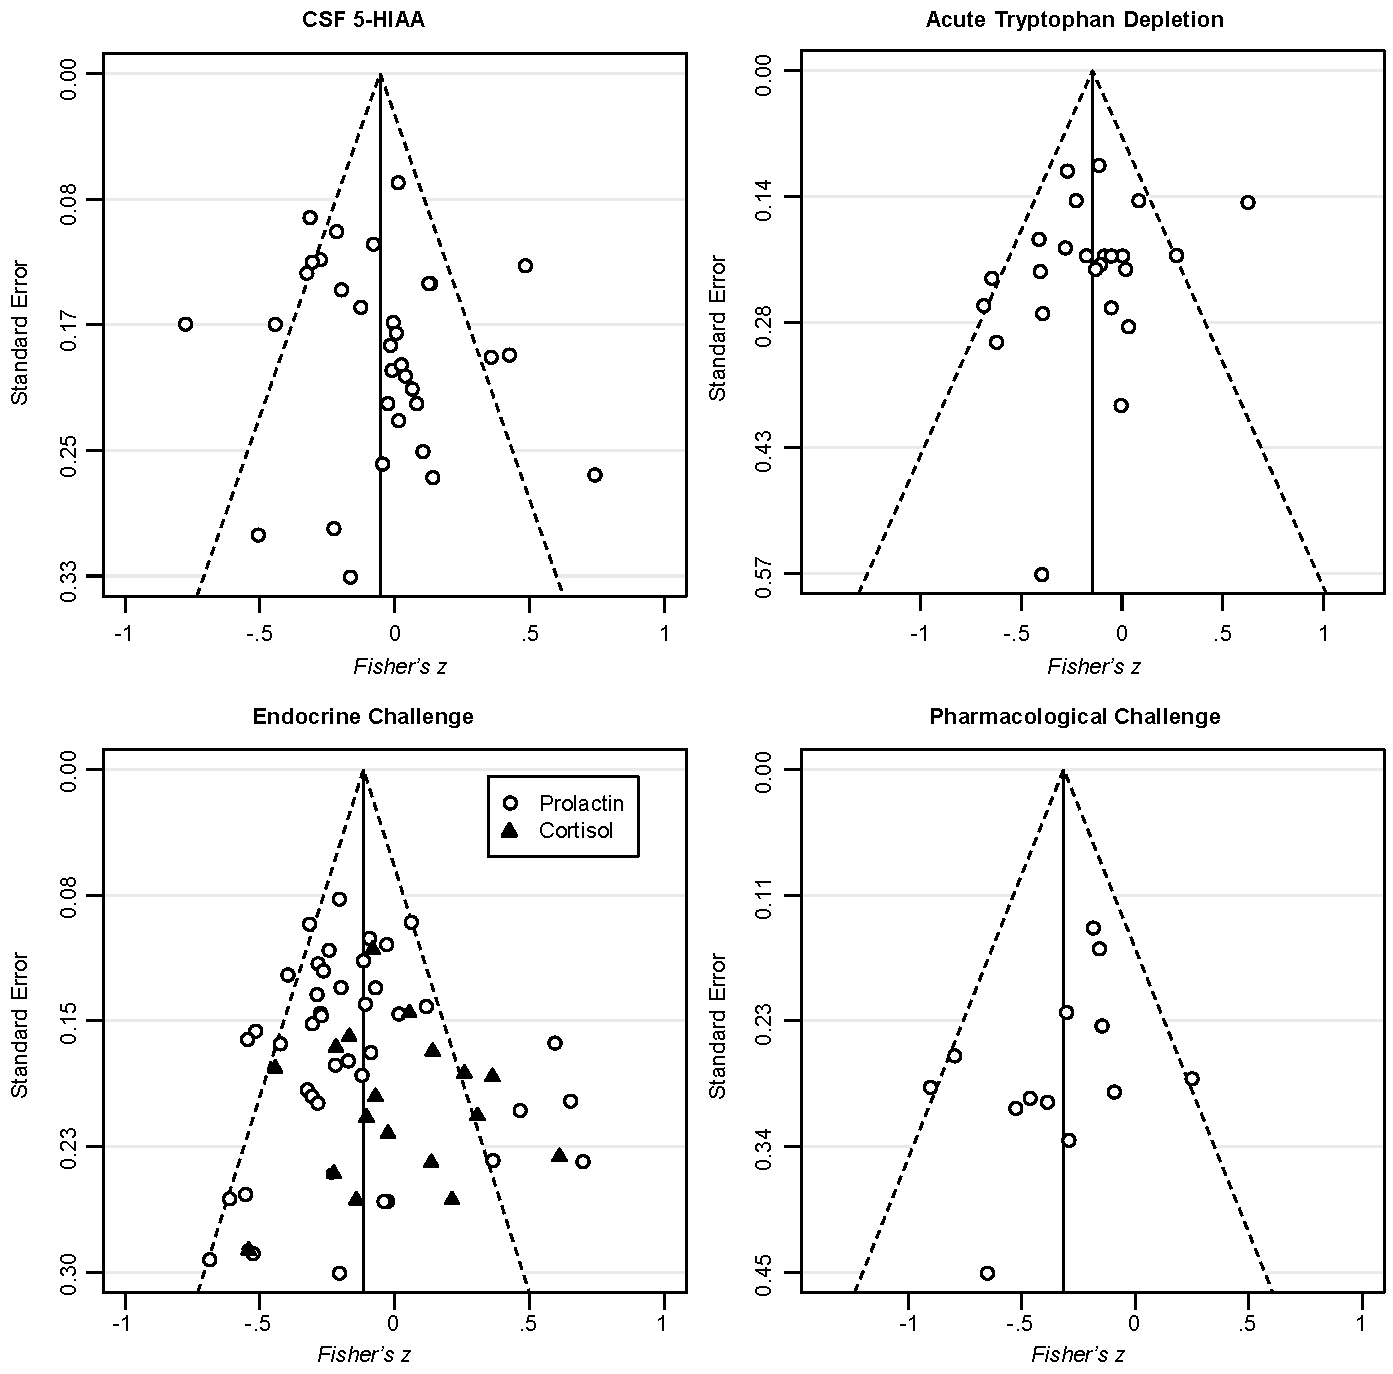 CSF 5-HIAA
Standard Error
0.00
0.08
0.17
0.25
0.33
-1 -.5 0 .5 1
Fisher's z
Acute Tryptophan Depletion
Standard Error
0.00
0.14
0.28
0.43
0.57
-1 -.5 0 .5 1
Fisher's z
Endocrine Challenge
Standard Error
0.00
0.08
0.15
0.23
0.30
Prolactin
Cortisol
-1 -.5 0 .5 1
Fisher's z
Pharmacological Challenge
Standard Error
0.00
0.11
0.23
0.34
0.45
-1 -.5 0 .5 1
Fisher's z